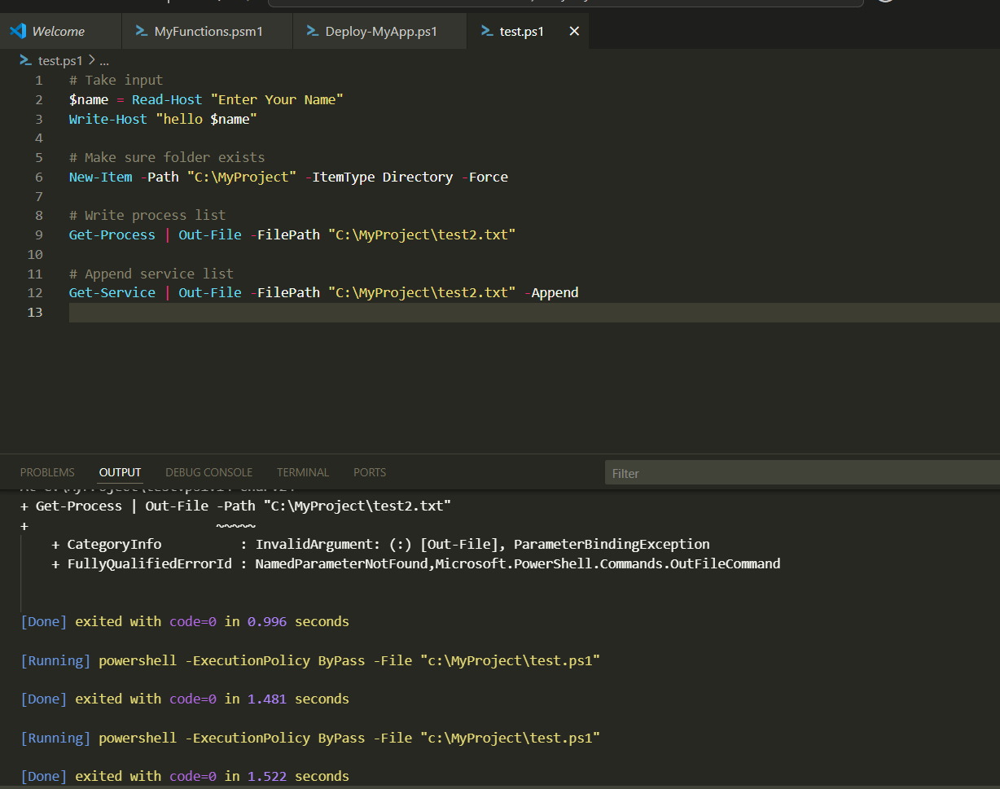 Welcome
MyFunctions.psm1
Deploy-MyApp.ps1
test.ps1
test.ps1 > ...
1 # Take input
2 $name = Read-Host "Enter Your Name"
3 Write-Host "hello $name"
4
5 # Make sure folder exists
6 New-Item -Path "C:\MyProject" -ItemType Directory -Force
7
8 # Write process list
9 Get-Process | Out-File -FilePath "C:\MyProject\test2.txt"
10
11 # Append service list
12 Get-Service | Out-File -FilePath "C:\MyProject\test2.txt" -Append
13
PROBLEMS OUTPUT DEBUG CONSOLE TERMINAL PORTS Filter
+ Get-Process | Out-File -Path "C:\MyProject\test2.txt"
+                        ~~~~~
+ CategoryInfo          : InvalidArgument: (:) [Out-File], ParameterBindingException
+ FullyQualifiedErrorId : NamedParameterNotFound,Microsoft.PowerShell.Commands.OutFileCommand
[Done] exited with code=0 in 0.996 seconds
[Running] powershell -ExecutionPolicy ByPass -File "c:\MyProject\test.ps1"
[Done] exited with code=0 in 1.481 seconds
[Running] powershell -ExecutionPolicy ByPass -File "c:\MyProject\test.ps1"
[Done] exited with code=0 in 1.522 seconds